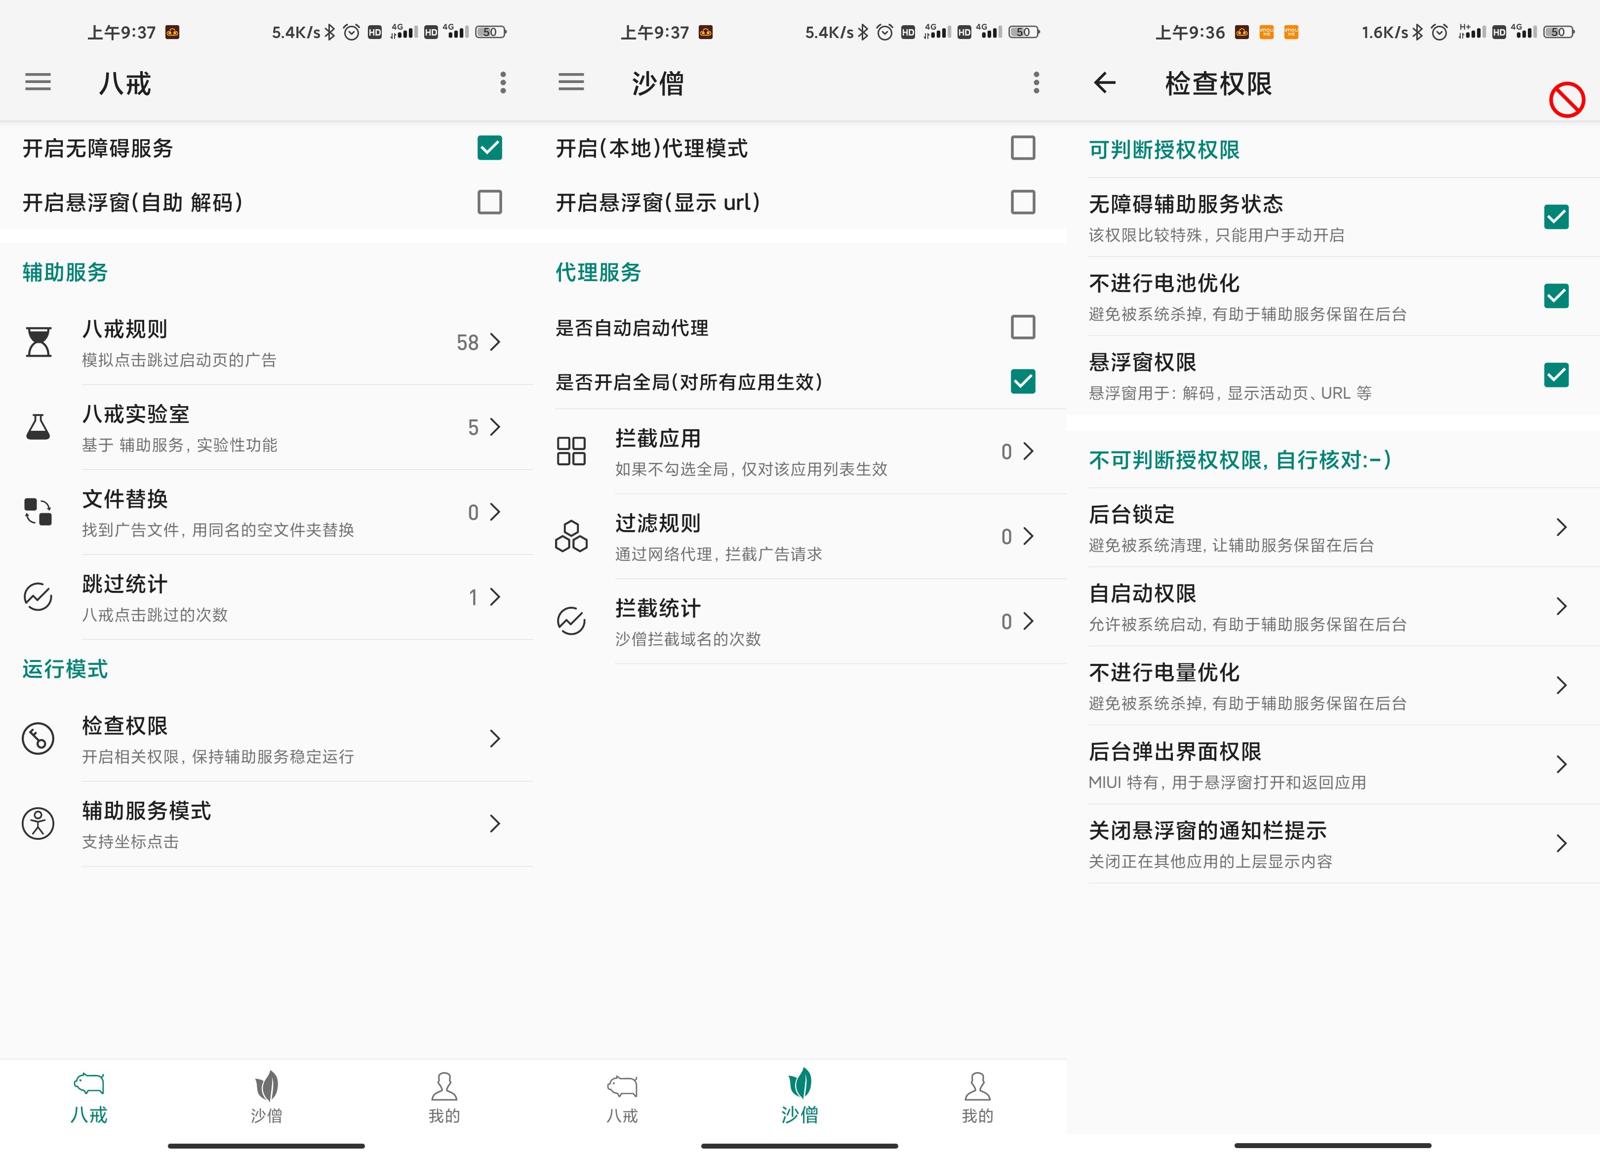 上午9:37
5.4K/s
HD
4G
HD
4G
50
八戒
开启无障碍服务
开启悬浮窗(自助 解码)
辅助服务
八戒规则
模拟点击跳过启动页的广告
58
八戒实验室
基于 辅助服务, 实验性功能
5
文件替换
找到广告文件, 用同名的空文件夹替换
0
跳过统计
八戒点击跳过的次数
1
运行模式
检查权限
开启相关权限, 保持辅助服务稳定运行
辅助服务模式
支持坐标点击
八戒
沙僧
我的
上午9:37
5.4K/s
HD
4G
HD
4G
50
沙僧
开启(本地)代理模式
开启悬浮窗(显示 url)
代理服务
是否自动启动代理
是否开启全局(对所有应用生效)
拦截应用
如果不勾选全局, 仅对该应用列表生效
0
过滤规则
通过网络代理, 拦截广告请求
0
拦截统计
沙僧拦截域名的次数
0
八戒
沙僧
我的
上午9:36
1.6K/s
H+
HD
4G
50
检查权限
可判断授权权限
无障碍辅助服务状态
该权限比较特殊, 只能用户手动开启
不进行电池优化
避免被系统杀掉, 有助于辅助服务保留在后台
悬浮窗权限
悬浮窗用于: 解码, 显示活动页、URL 等
不可判断授权权限, 自行核对:-)
后台锁定
避免被系统清理, 让辅助服务保留在后台
自启动权限
允许被系统启动, 有助于辅助服务保留在后台
不进行电量优化
避免被系统杀掉, 有助于辅助服务保留在后台
后台弹出界面权限
MIUI 特有, 用于悬浮窗打开和返回应用
关闭悬浮窗的通知栏提示
关闭正在其他应用的上层显示内容